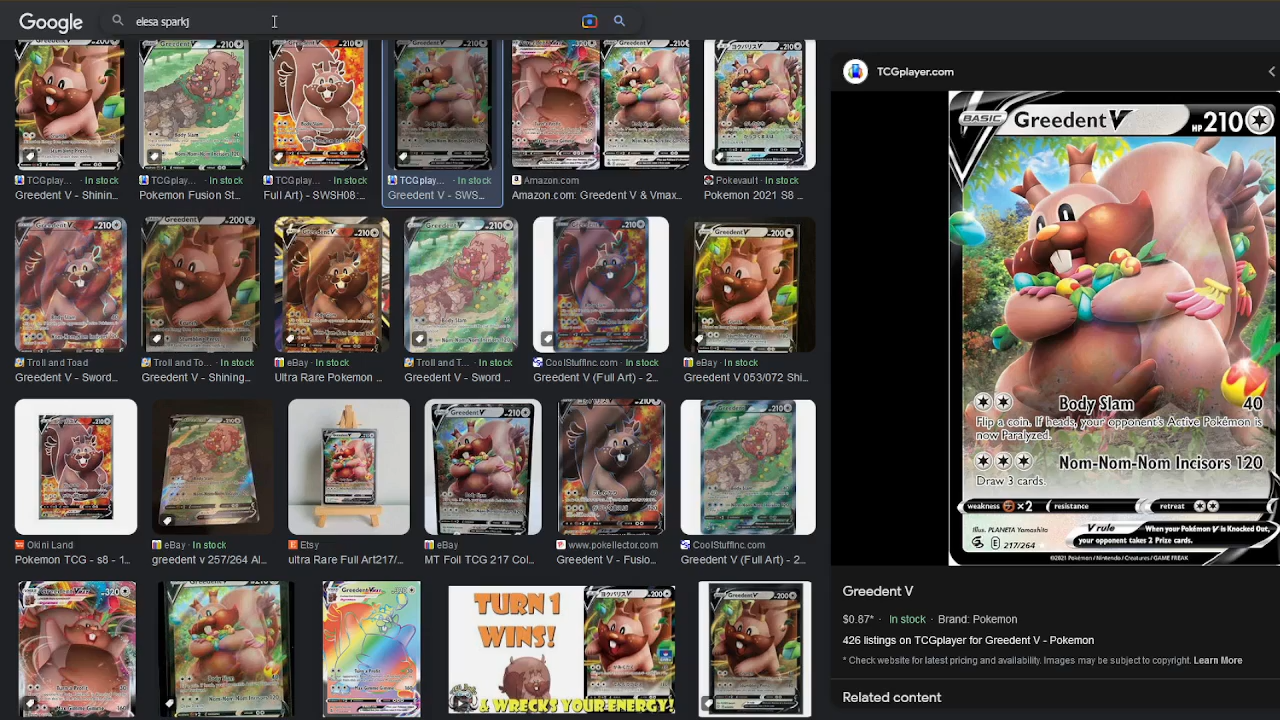 Google
elesa sparkj
TCGplay... · In stock
Greedent V - Shinin...
TCGplay... · In stock
Pokemon Fusion St...
TCGplay... · In stock
Full Art) - SWSH08:...
TCGplay... · In stock
Greedent V - SWS...
Amazon.com
Amazon.com: Greedent V & Vmax...
Pokevault · In stock
Pokemon 2021 S8 ...
Troll and Toad
Greedent V - Sword...
Troll and To... · In stock
Greedent V - Shining...
eBay · In stock
Ultra Rare Pokemon ...
Troll and T... · In stock
Greedent V - Sword ...
CoolStuffInc.com · In stock
Greedent V (Full Art) - 2...
eBay · In stock
Greedent V 053/072 Shi...
Okini Land
Pokemon TCG - s8 - 1...
eBay · In stock
greedent v 257/264 Al...
Etsy
ultra Rare Full Art217/...
eBay
MT Foil TCG 217 Col...
www.pokellector.com
Greedent V - Fusio...
CoolStuffInc.com
Greedent V (Full Art) - 2...
TURN 1
WINS!
& WRECKS YOUR ENERGY!
TCGplayer.com
BASIC Greedent V HP 210
Body Slam 40
Flip a coin. If heads, your opponent's Active Pokémon is
now Paralyzed.
Nom-Nom-Nom Incisors 120
Draw 3 cards.
weakness ×2 resistance retreat
Illus. PLANETA Yamashita
V rule When your Pokémon V is Knocked Out,
your opponent takes 2 Prize cards.
E 217/264
©2021 Pokémon / Nintendo / Creatures / GAME FREAK
Greedent V
$0.87* · In stock · Brand: Pokemon
426 listings on TCGplayer for Greedent V - Pokemon
* Check website for latest pricing and availability. Images may be subject to copyright. Learn More
Related content